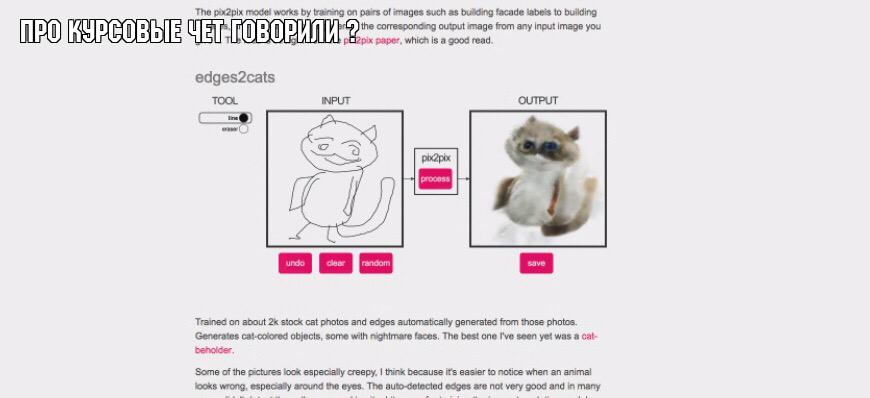 The pix2pix model works by training on pairs of images such as building facade labels to building
the corresponding output image from any input image you
ПРО КУРСОВЫЕ ЧЕТ ГОВОРИЛИ ?
pix2pix paper, which is a good read.
edges2cats
TOOL
INPUT
OUTPUT
line
eraser
pix2pix
process
undo
clear
random
save
Trained on about 2k stock cat photos and edges automatically generated from those photos.
Generates cat-colored objects, some with nightmare faces. The best one I've seen yet was a cat-
beholder.
Some of the pictures look especially creepy, I think because it's easier to notice when an animal
looks wrong, especially around the eyes. The auto-detected edges are not very good and in many